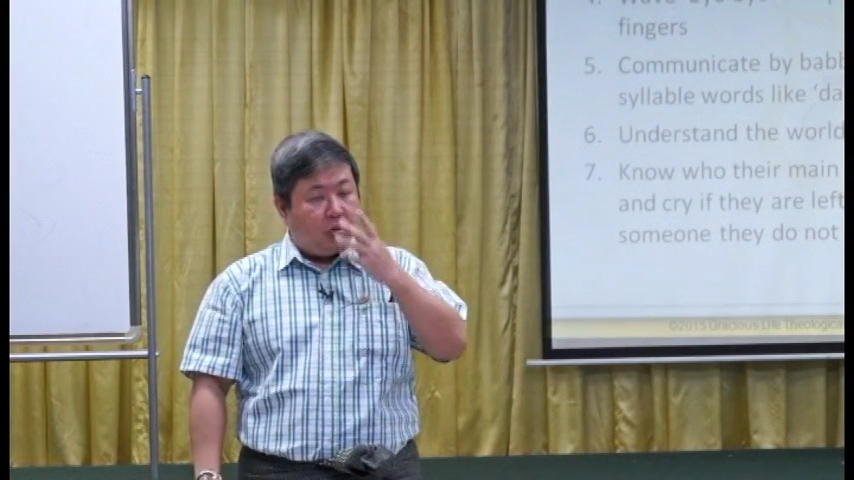 fingers
5. Communicate by babb
syllable words like 'da
6. Understand the world
7. Know who their main
and cry if they are left
someone they do not
©2015 Gracious Life Theological